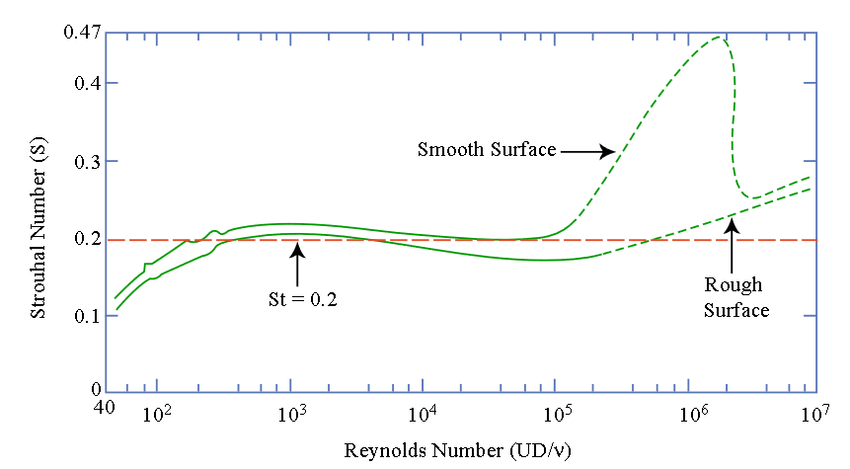 0.47
0.4
0.3
0.2
0.1
0
Strouhal Number (S)
Smooth Surface
St = 0.2
Rough
Surface
40 10² 10³ 10⁴ 10⁵ 10⁶ 10⁷
Reynolds Number (UD/ν)